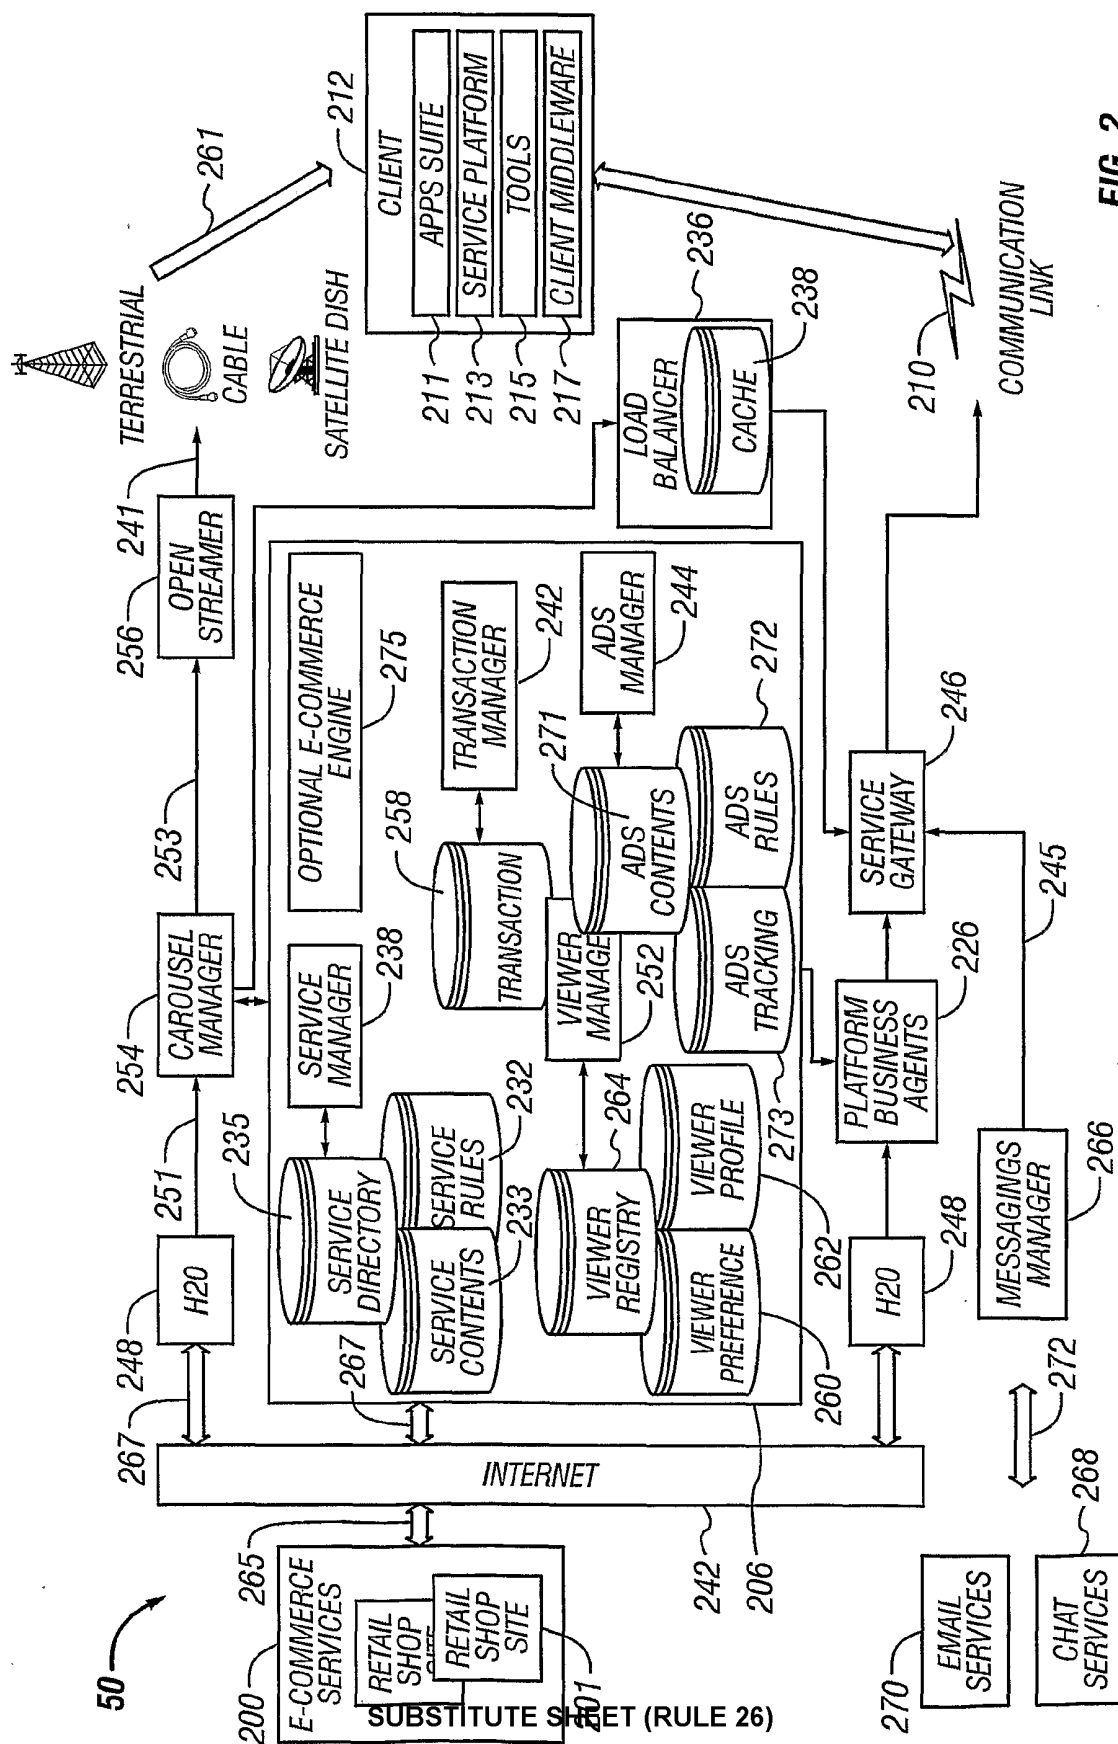 50
200
E-COMMERCE
SERVICES
RETAIL
SHOP
SITE
RETAIL
SHOP
SITE
201
265
INTERNET
242
206
267
248
H20
251
254
CAROUSEL
MANAGER
253
256
OPEN
STREAMER
241
TERRESTRIAL
CABLE
SATELLITE DISH
261
212
CLIENT
APPS SUITE
SERVICE PLATFORM
TOOLS
CLIENT MIDDLEWARE
211
213
215
217
267
235
SERVICE
DIRECTORY
SERVICE
CONTENTS
233
SERVICE
RULES
232
SERVICE
MANAGER
238
OPTIONAL E-COMMERCE
ENGINE
275
258
TRANSACTION
TRANSACTION
MANAGER
242
VIEWER
REGISTRY
264
VIEWER
PREFERENCE
260
VIEWER
PROFILE
262
VIEWER
MANAGE
252
271
ADS
CONTENTS
ADS
MANAGER
244
ADS
RULES
272
ADS
TRACKING
273
LOAD
BALANCER
236
CACHE
238
H20
248
PLATFORM
BUSINESS
AGENTS
226
SERVICE
GATEWAY
246
210
COMMUNICATION
LINK
245
MESSAGINGS
MANAGER
266
272
270
EMAIL
SERVICES
CHAT
SERVICES
268
FIG. 2
SUBSTITUTE SHEET (RULE 26)